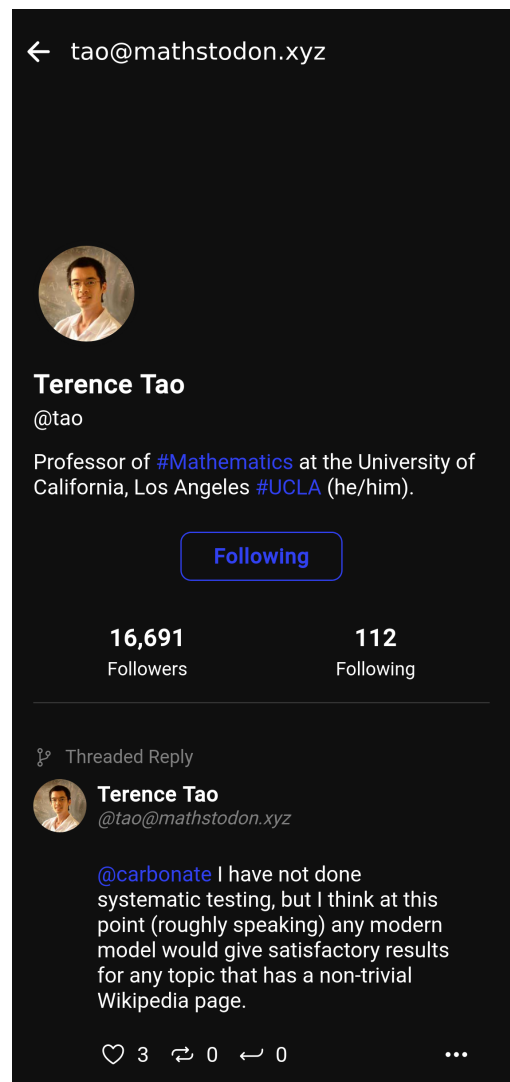 tao@mathstodon.xyz
Terence Tao
@tao
Professor of #Mathematics at the University of
California, Los Angeles #UCLA (he/him).
Following
16,691 112
Followers Following
Threaded Reply
Terence Tao
@tao@mathstodon.xyz
@carbonate I have not done
systematic testing, but I think at this
point (roughly speaking) any modern
model would give satisfactory results
for any topic that has a non-trivial
Wikipedia page.
3 0 0